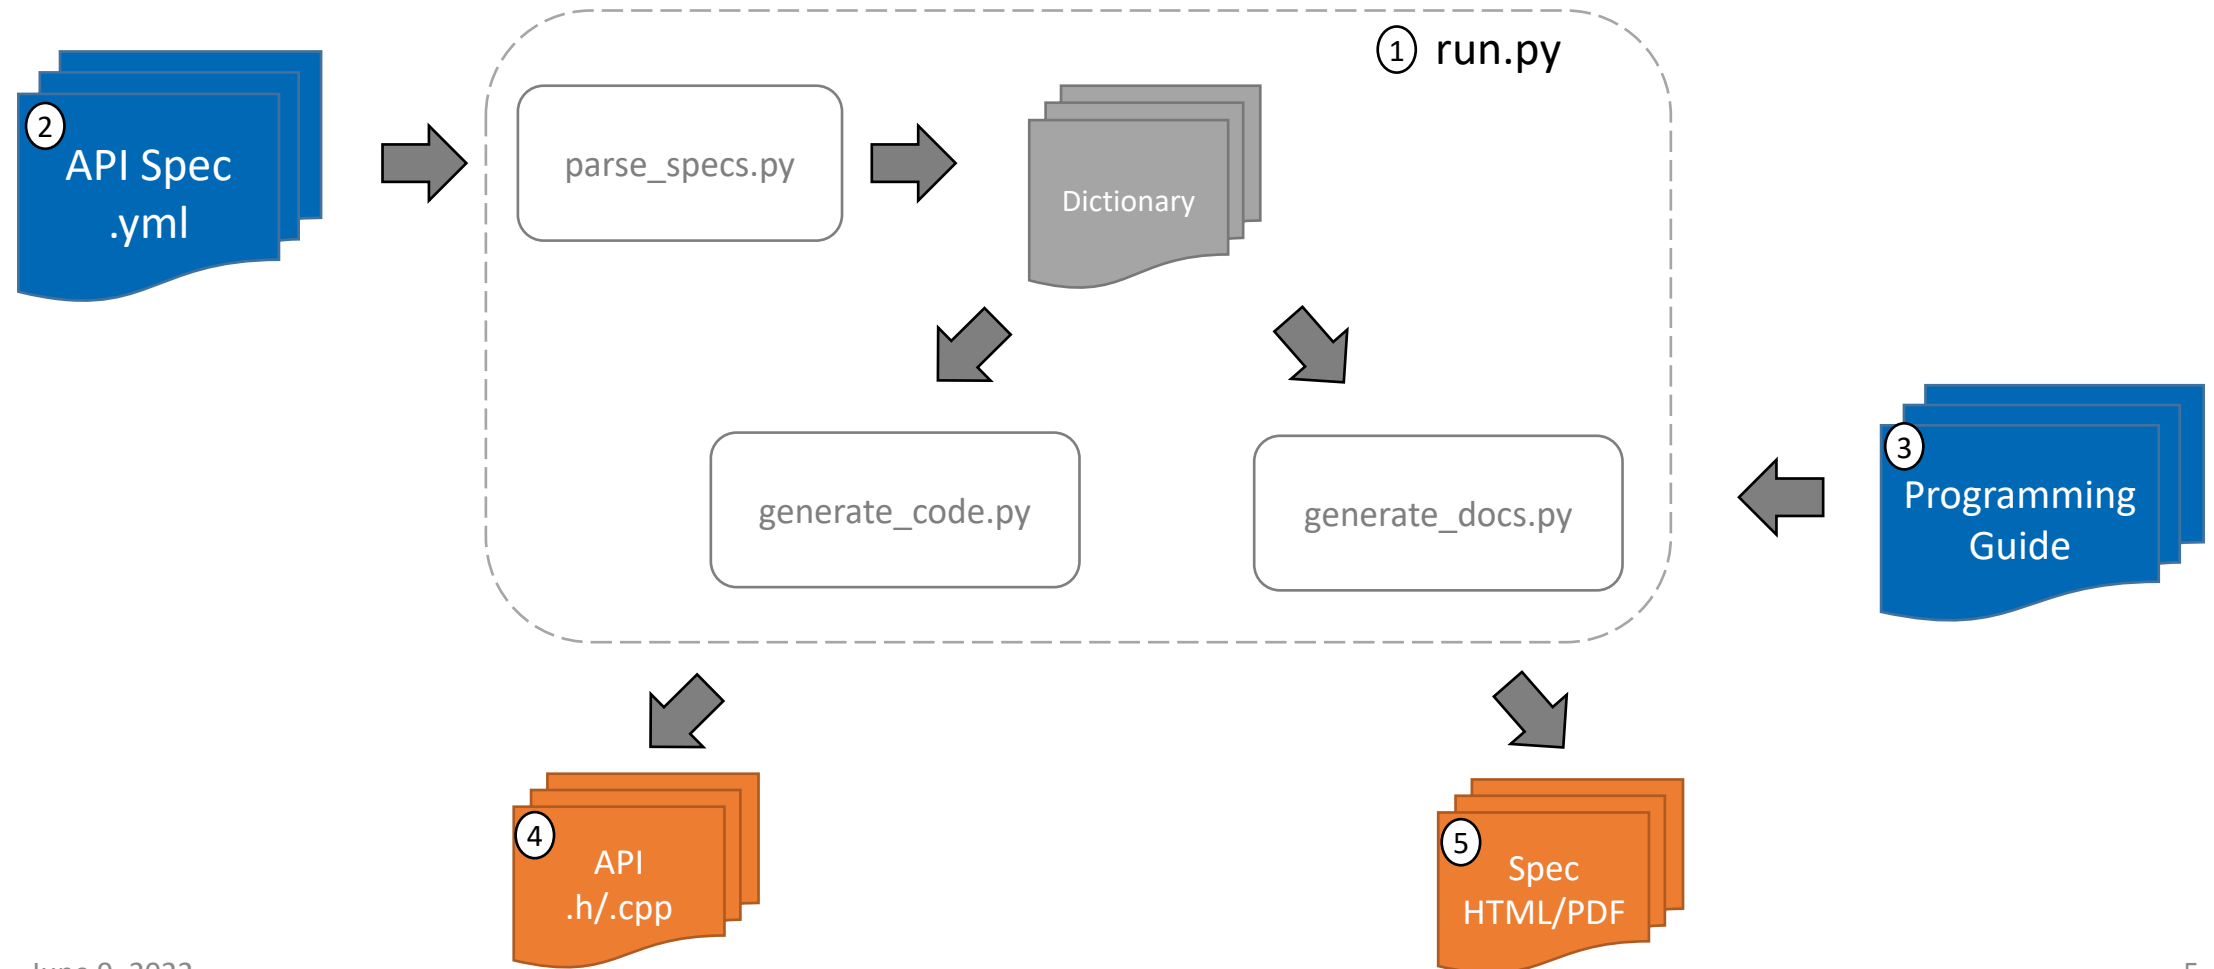 1 run.py
2
API Spec
.yml
parse_specs.py
Dictionary
3
Programming
Guide
generate_code.py
generate_docs.py
4
API
.h/.cpp
5
Spec
HTML/PDF